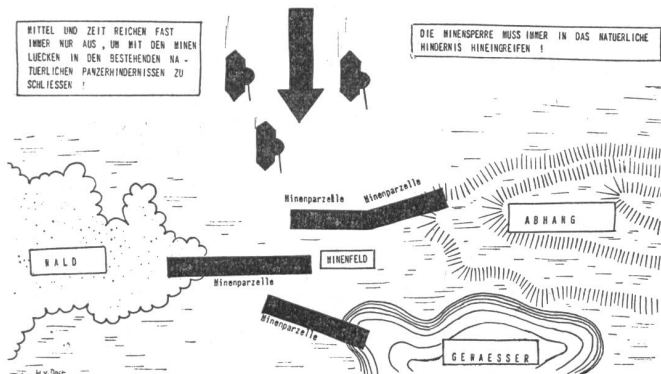 MITTEL UND ZEIT REICHEN FAST
IMMER NUR AUS, UM MIT DEN MINEN
LUECKEN IN DEN BESTEHENDEN NA -
TUERLICHEN PANZERHINDERNISSEN ZU
SCHLIESSEN !
DIE MINENSPERRE MUSS IMMER IN DAS NATUERLICHE
HINDERNIS HINEINGREIFEN !
Minenparzelle
Minenparzelle
ABHANG
WALD
MINENFELD
Minenparzelle
Minenparzelle
GEWAESSER
H.v.Dach